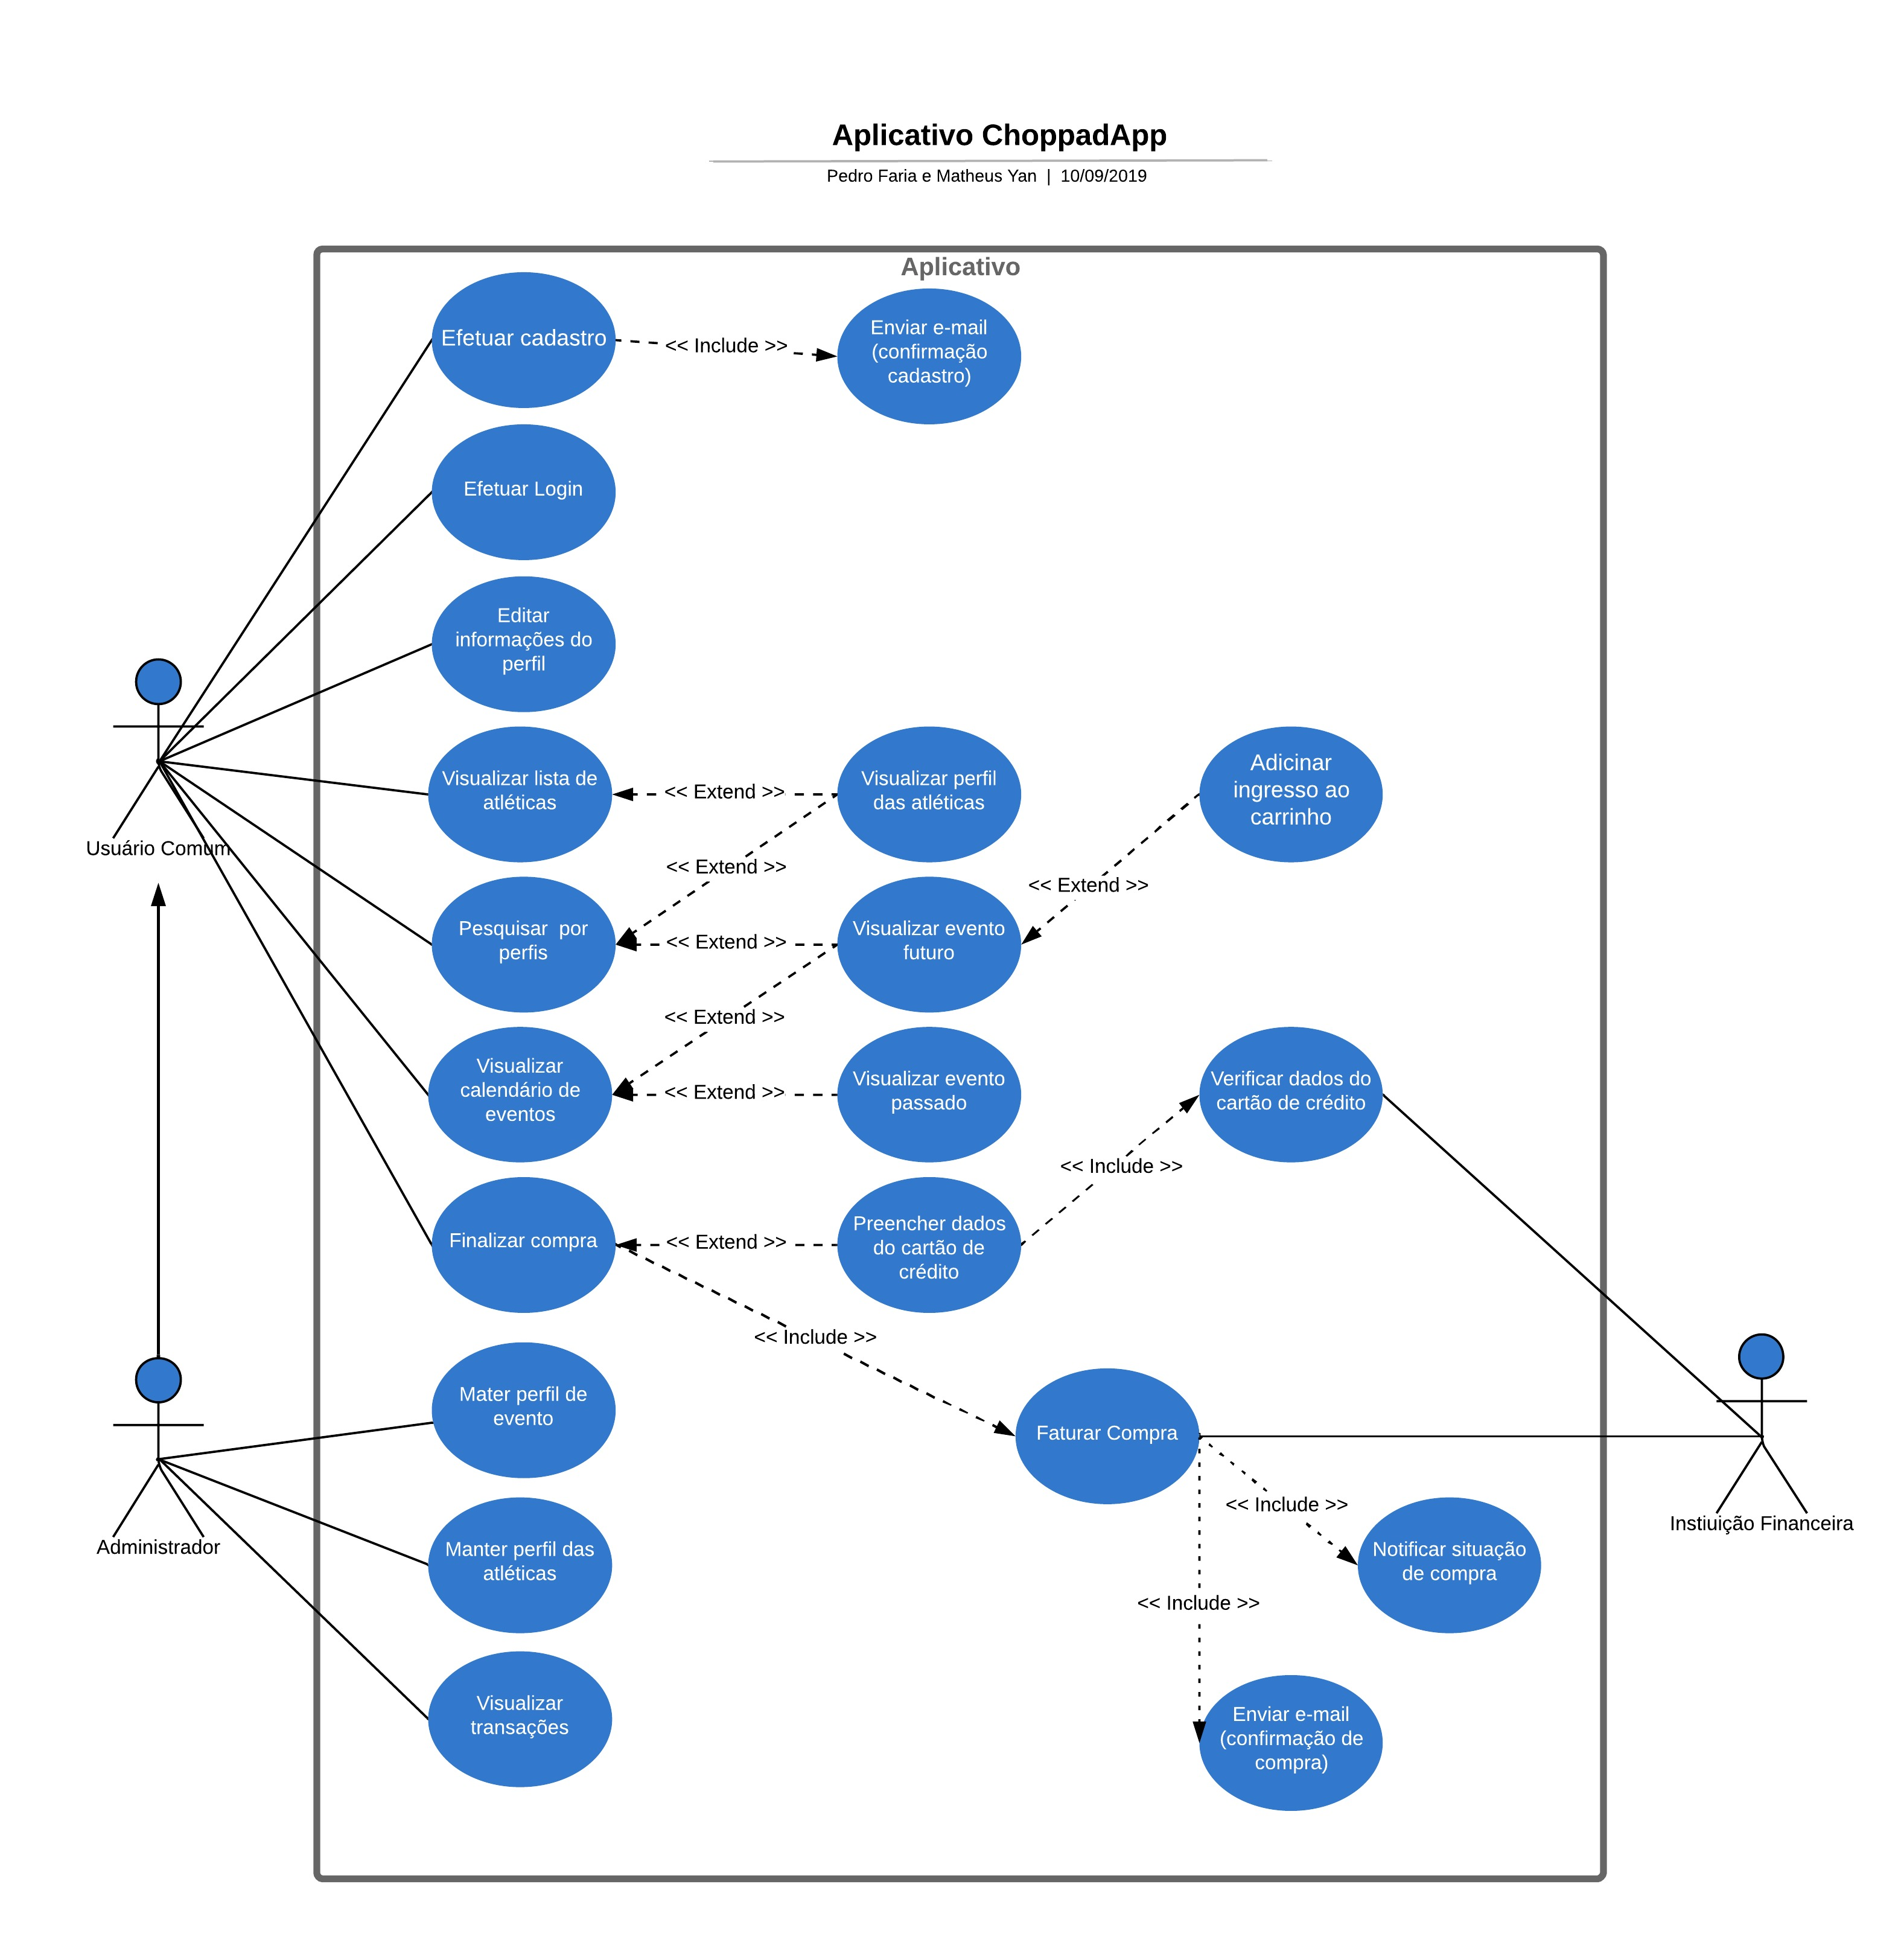 Aplicativo ChoppadApp
Pedro Faria e Matheus Yan | 10/09/2019
Aplicativo
Efetuar cadastro
<< Include >>
Enviar e-mail
(confirmação
cadastro)
Efetuar Login
Editar
informações do
perfil
Usuário Comum
Visualizar lista de
atléticas
<< Extend >>
Visualizar perfil
das atléticas
Adicinar
ingresso ao
carrinho
<< Extend >>
<< Extend >>
Pesquisar por
perfis
<< Extend >>
Visualizar evento
futuro
<< Extend >>
Visualizar
calendário de
eventos
<< Extend >>
Visualizar evento
passado
Verificar dados do
cartão de crédito
<< Include >>
Finalizar compra
<< Extend >>
Preencher dados
do cartão de
crédito
<< Include >>
Mater perfil de
evento
Faturar Compra
Administrador
Manter perfil das
atléticas
<< Include >>
Instiuição Financeira
Notificar situação
de compra
<< Include >>
Visualizar
transações
Enviar e-mail
(confirmação de
compra)